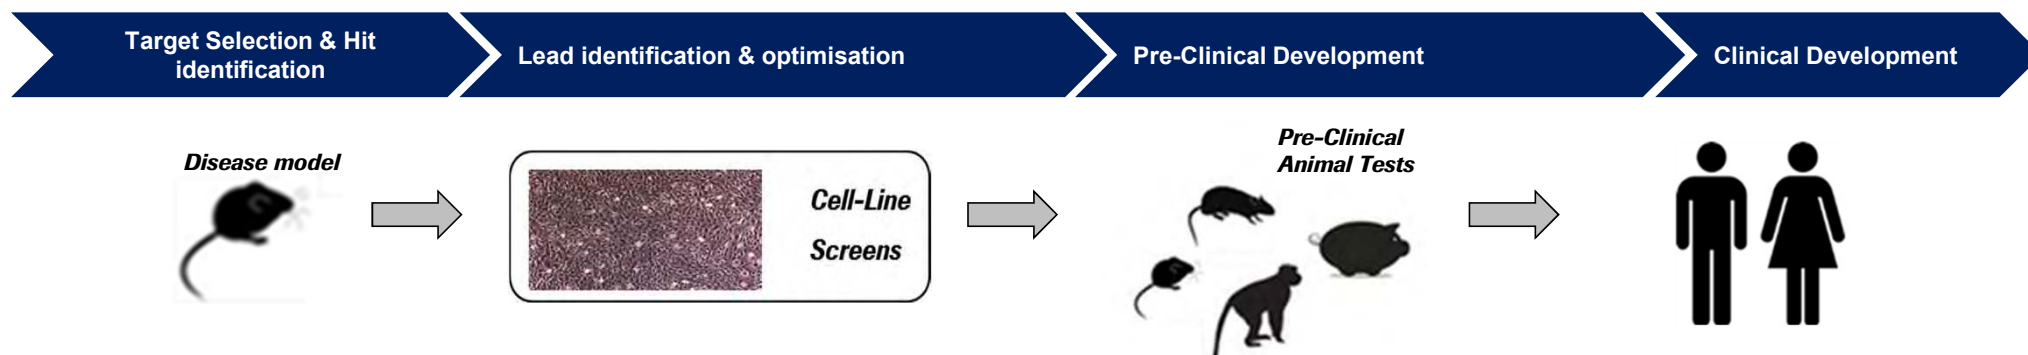 Target Selection & Hit
identification
Lead identification & optimisation
Pre-Clinical Development
Clinical Development
Disease model
Cell-Line
Screens
Pre-Clinical
Animal Tests